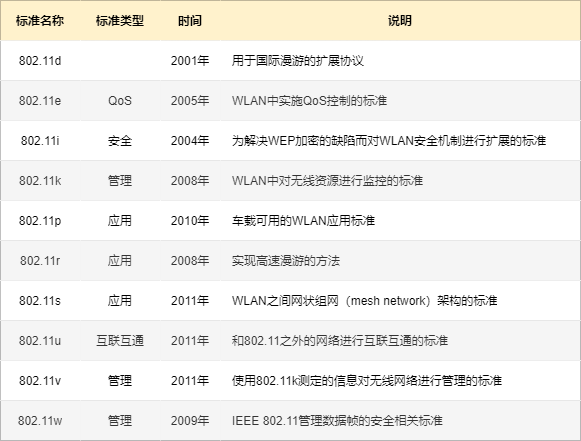 标准名称 标准类型 时间 说明
802.11d 2001年 用于国际漫游的扩展协议
802.11e QoS 2005年 WLAN中实施QoS控制的标准
802.11i 安全 2004年 为解决WEP加密的缺陷而对WLAN安全机制进行扩展的标准
802.11k 管理 2008年 WLAN中对无线资源进行监控的标准
802.11p 应用 2010年 车载可用的WLAN应用标准
802.11r 应用 2008年 实现高速漫游的方法
802.11s 应用 2011年 WLAN之间网状组网（mesh network）架构的标准
802.11u 互联互通 2011年 和802.11之外的网络进行互联互通的标准
802.11v 管理 2011年 使用802.11k测定的信息对无线网络进行管理的标准
802.11w 管理 2009年 IEEE 802.11管理数据帧的安全相关标准